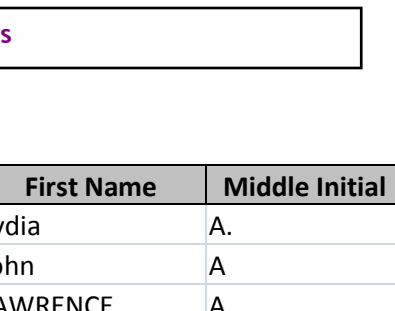 s
First Name Middle Initial
ydia A.
ohn A
AWRENCE A